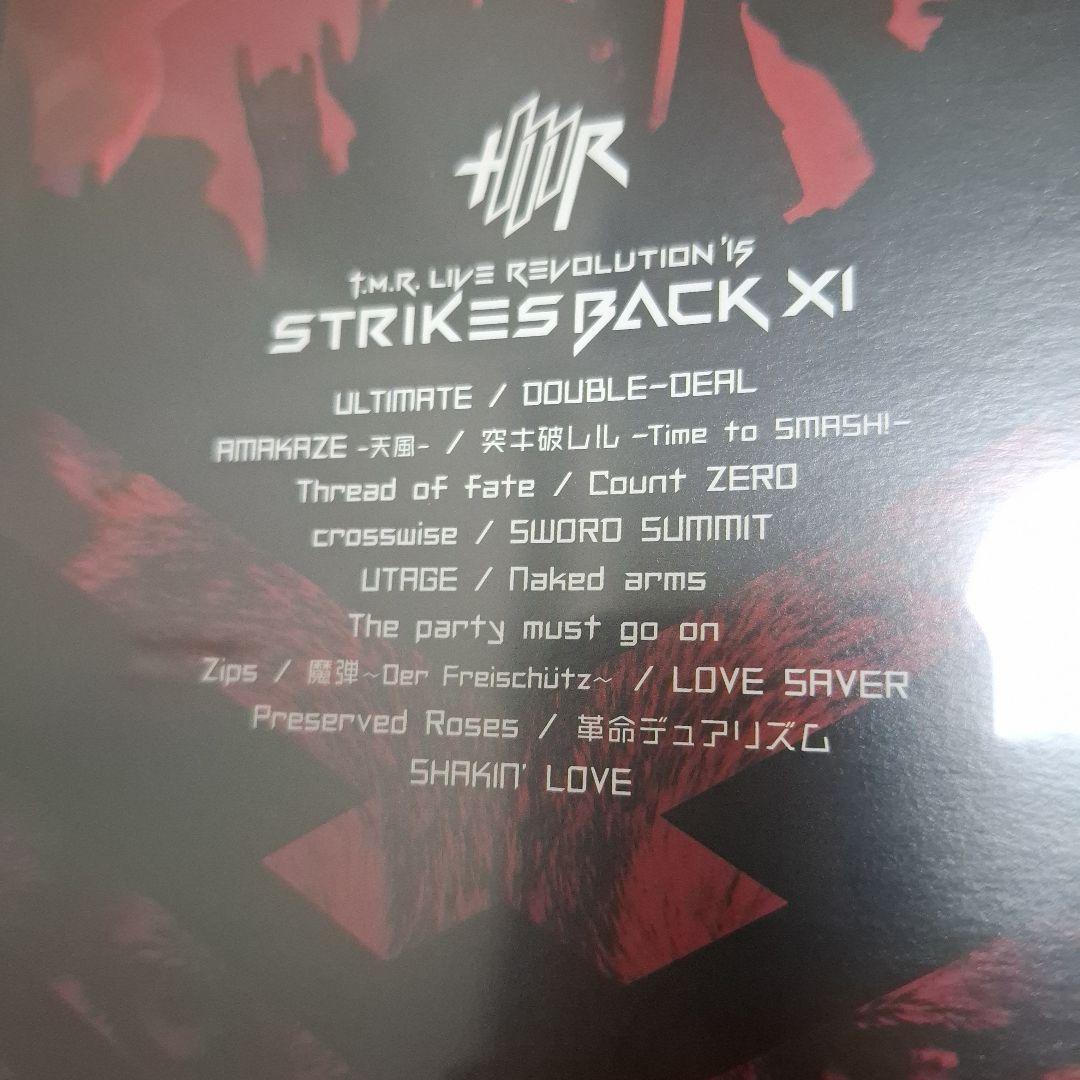 TMR
T.M.R. LIVE REVOLUTION '15
STRIKES BACK XI
ULTIMATE / DOUBLE-DEAL
AMAKAZE -天風- / 突キ破レル -Time to SMASH!-
Thread of fate / Count ZERO
crosswise / SWORD SUMMIT
UTAGE / Naked arms
The party must go on
Zips / 魔弾~Der Freischütz~ / LOVE SAVER
Preserved Roses / 革命デュアリズム
SHAKIN' LOVE